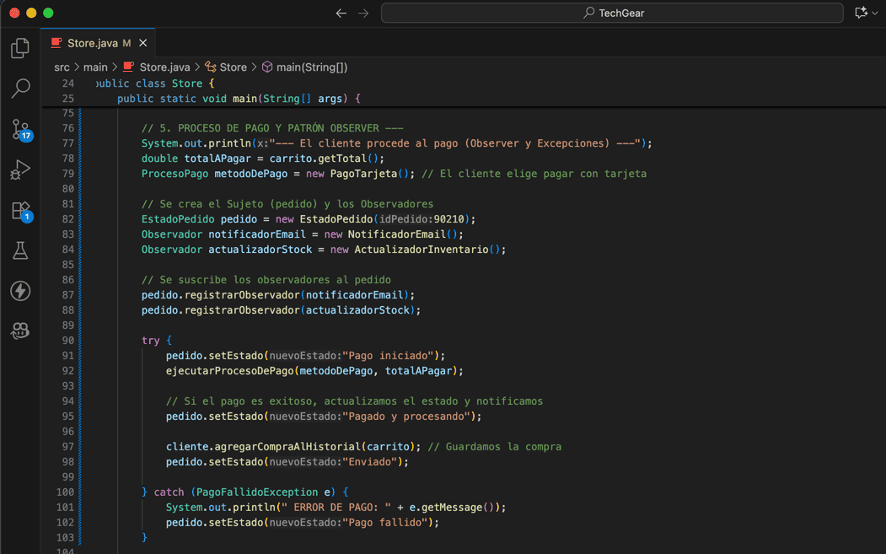 TechGear
Store.java M
src > main > Store.java > Store > main(String[])
24 public class Store {
25 public static void main(String[] args) {
75
76 // 5. PROCESO DE PAGO Y PATRÓN OBSERVER ---
77 System.out.println(x:"--- El cliente procede al pago (Observer y Excepciones) ---");
78 double totalAPagar = carrito.getTotal();
79 ProcesoPago metodoDePago = new PagoTarjeta(); // El cliente elige pagar con tarjeta
80
81 // Se crea el Sujeto (pedido) y los Observadores
82 EstadoPedido pedido = new EstadoPedido(idPedido:90210);
83 Observador notificadorEmail = new NotificadorEmail();
84 Observador actualizadorStock = new ActualizadorInventario();
85
86 // Se suscribe los observadores al pedido
87 pedido.registrarObservador(notificadorEmail);
88 pedido.registrarObservador(actualizadorStock);
89
90 try {
91 pedido.setEstado(nuevoEstado:"Pago iniciado");
92 ejecutarProcesoDePago(metodoDePago, totalAPagar);
93
94 // Si el pago es exitoso, actualizamos el estado y notificamos
95 pedido.setEstado(nuevoEstado:"Pagado y procesando");
96
97 cliente.agregarCompraAlHistorial(carrito); // Guardamos la compra
98 pedido.setEstado(nuevoEstado:"Enviado");
99
100 } catch (PagoFallidoException e) {
101 System.out.println(" ERROR DE PAGO: " + e.getMessage());
102 pedido.setEstado(nuevoEstado:"Pago fallido");
103 }
104
17
1